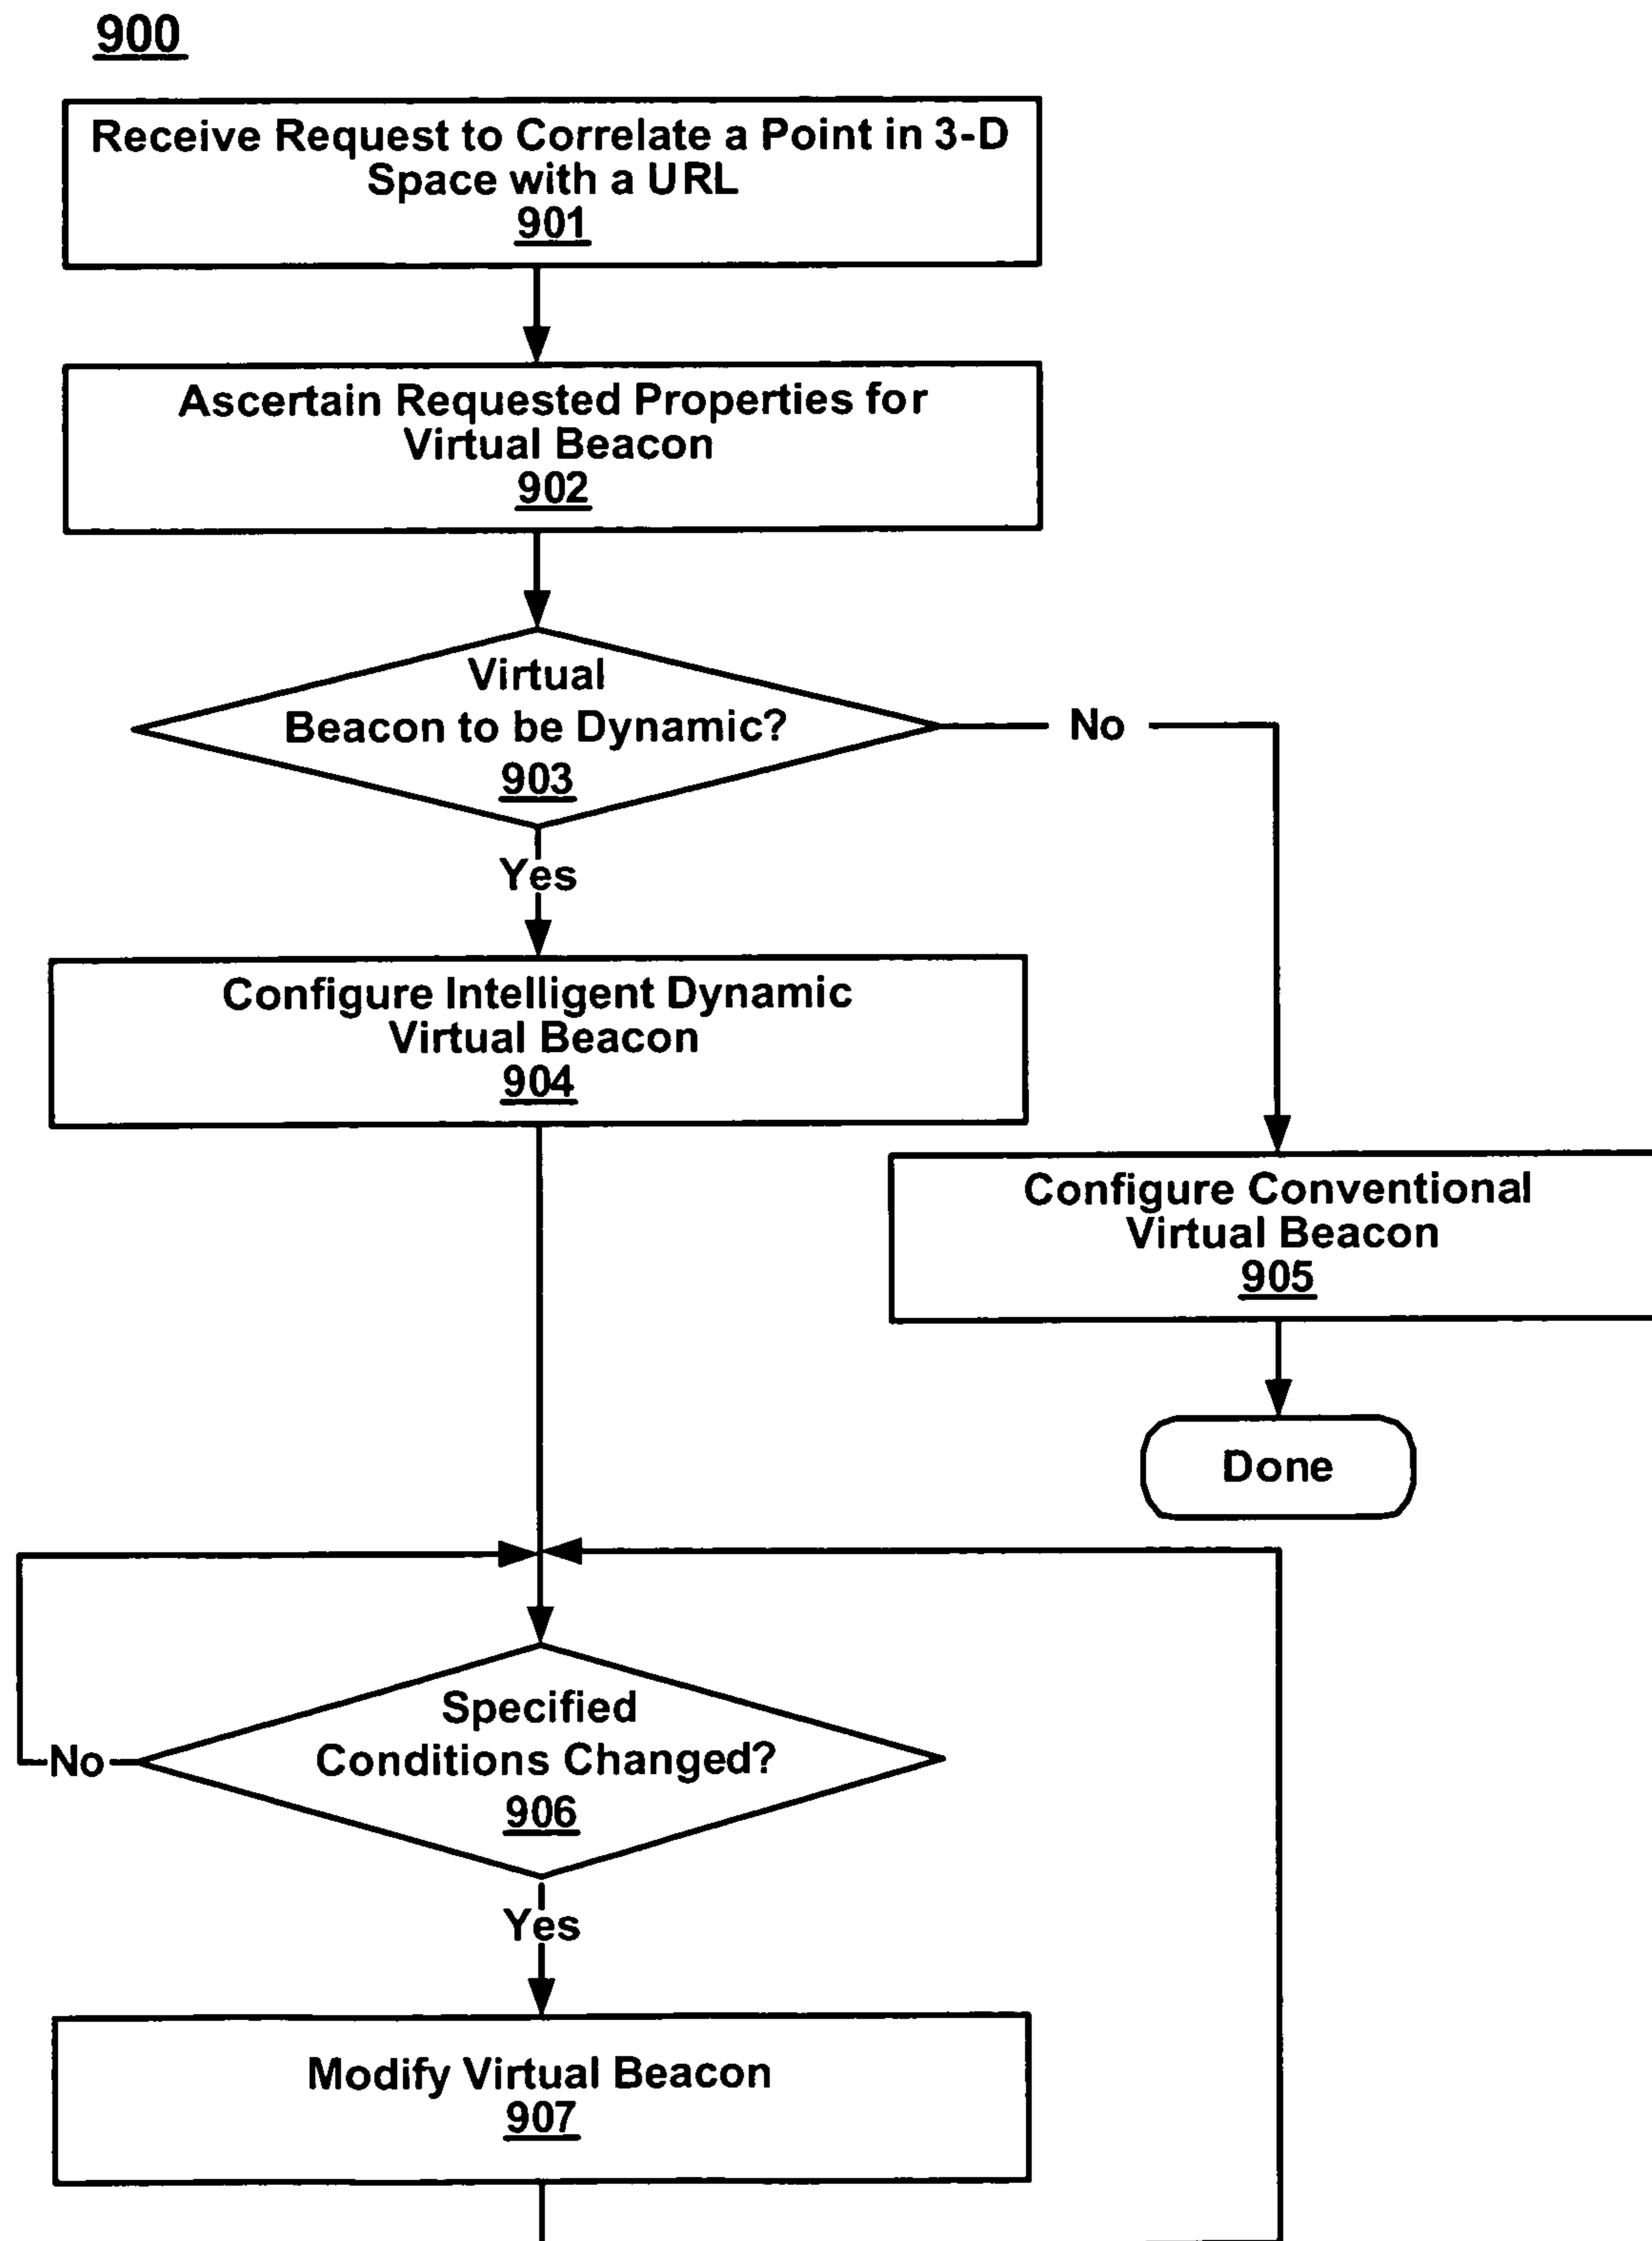 900
Receive Request to Correlate a Point in 3-D
Space with a URL
901
Ascertain Requested Properties for
Virtual Beacon
902
Virtual
Beacon to be Dynamic?
903
No
Yes
Configure Intelligent Dynamic
Virtual Beacon
904
Configure Conventional
Virtual Beacon
905
Done
Specified
Conditions Changed?
906
No
Yes
Modify Virtual Beacon
907